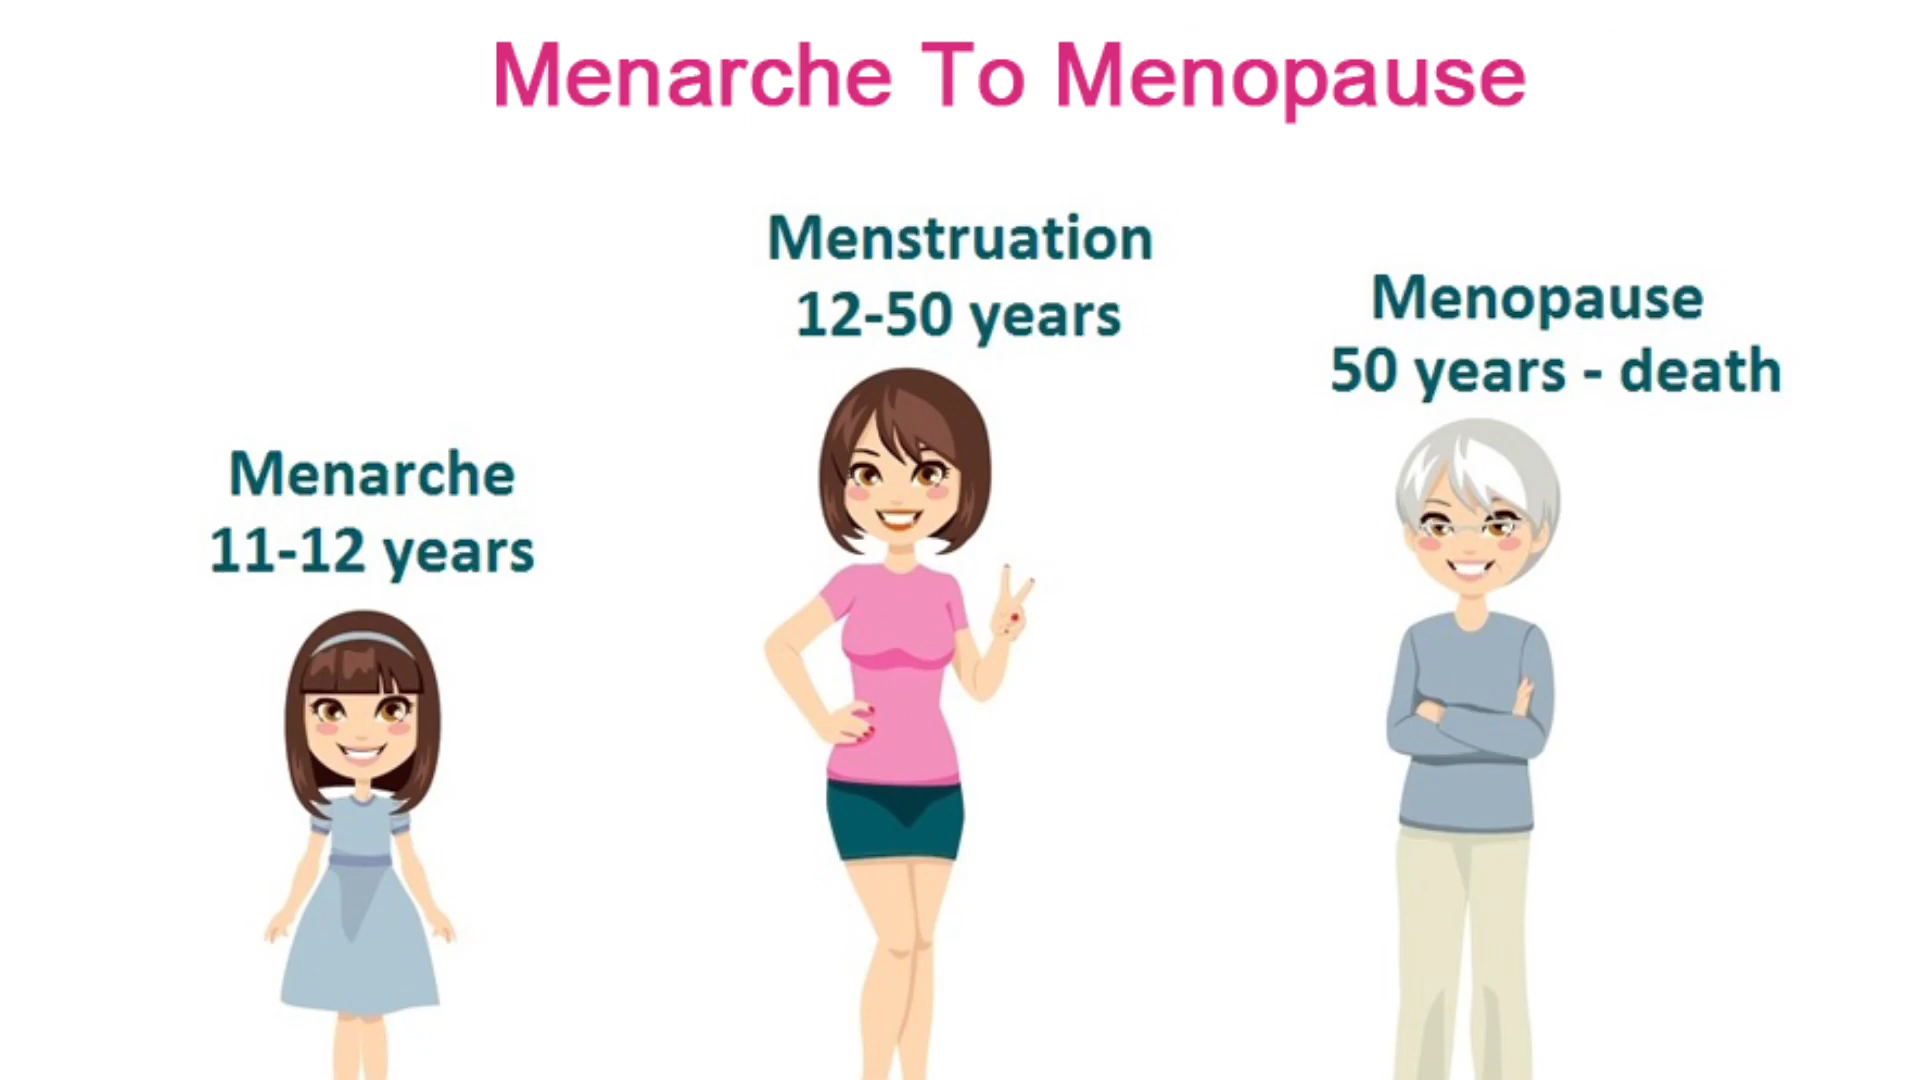 Menarche To Menopause
Menstruation
12-50 years
Menopause
50 years - death
Menarche
11-12 years